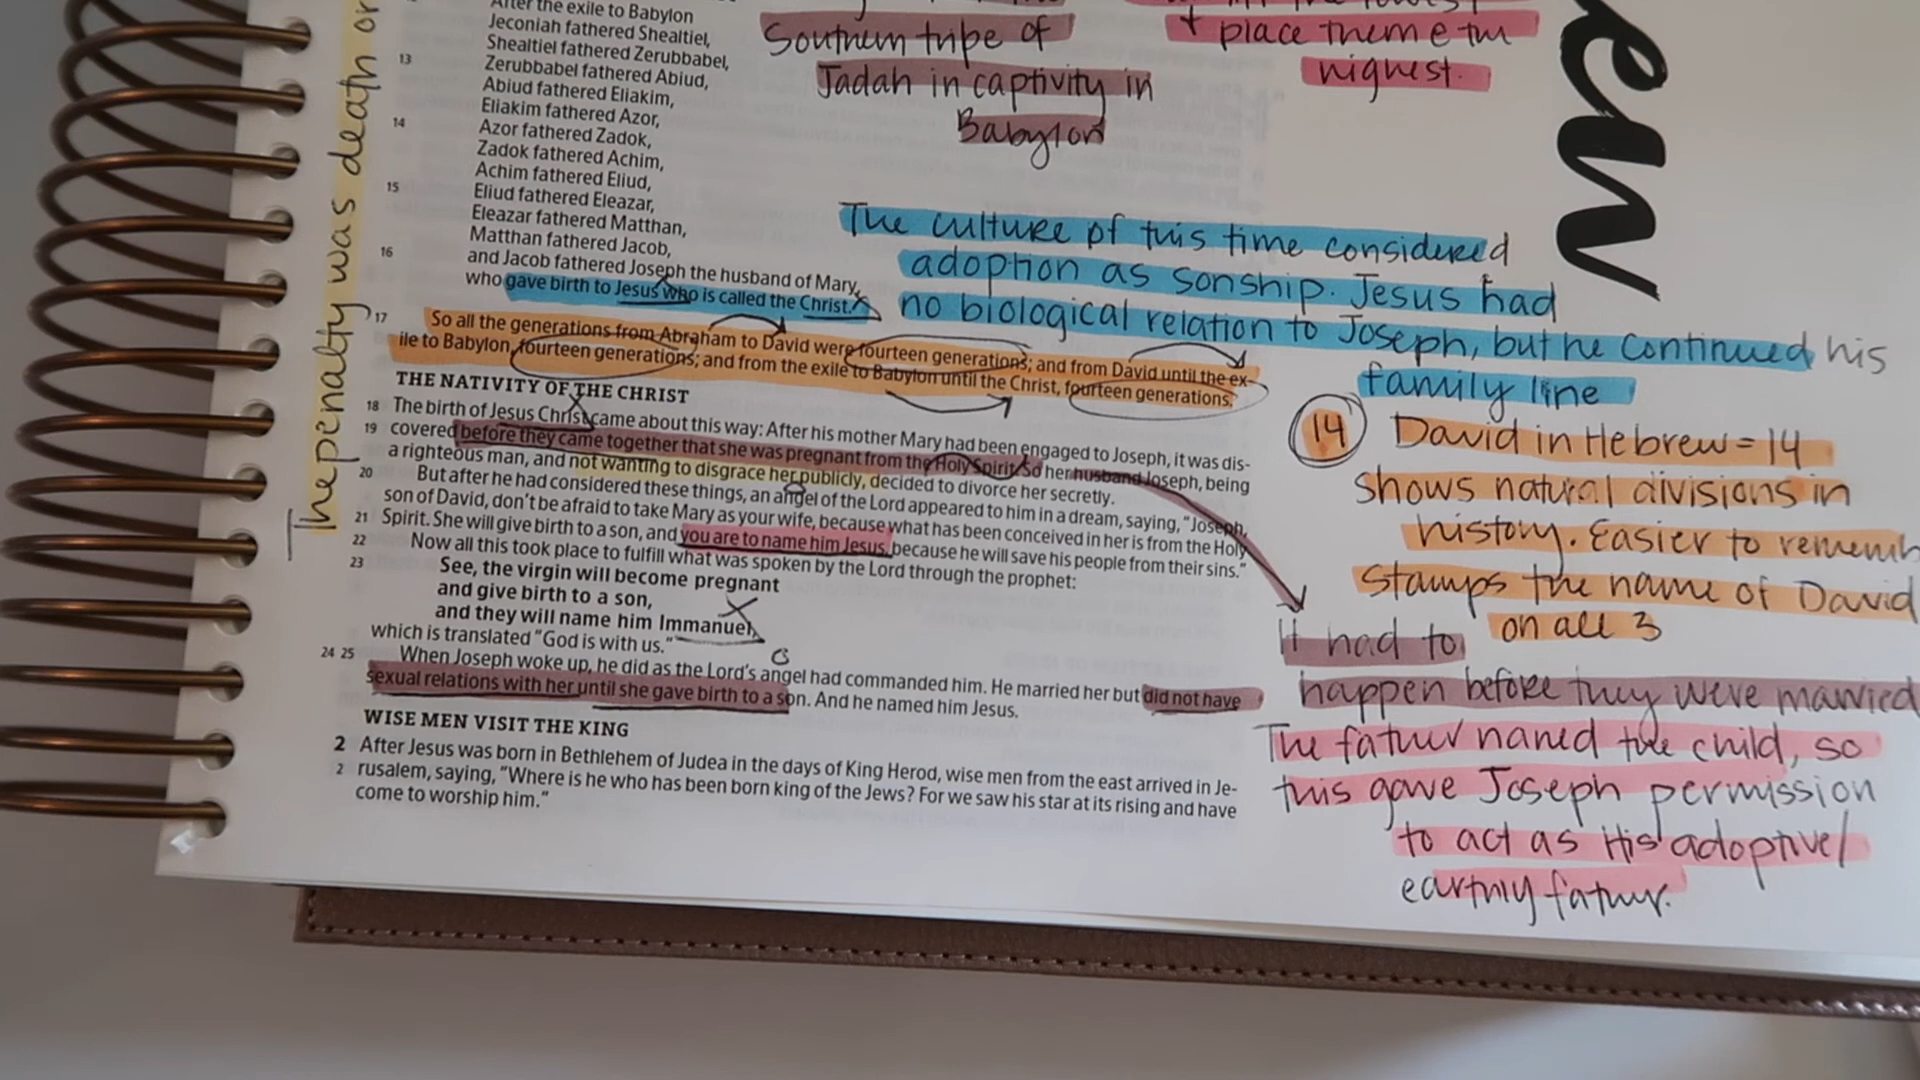 After the exile to Babylon
Jeconiah fathered Shealtiel,
Shealtiel fathered Zerubbabel,
13 Zerubbabel fathered Abiud,
Abiud fathered Eliakim,
Eliakim fathered Azor,
14 Azor fathered Zadok,
Zadok fathered Achim,
Achim fathered Eliud,
15 Eliud fathered Eleazar,
Eleazar fathered Matthan,
Matthan fathered Jacob,
16 and Jacob fathered Joseph the husband of Mary,
who gave birth to Jesus who is called the Christ.
17 So all the generations from Abraham to David were fourteen generations; and from David until the ex-
ile to Babylon, fourteen generations; and from the exile to Babylon until the Christ, fourteen generations.
THE NATIVITY OF THE CHRIST
18 The birth of Jesus Christ came about this way: After his mother Mary had been engaged to Joseph, it was dis-
19 covered before they came together that she was pregnant from the Holy Spirit. So her husband Joseph, being
a righteous man, and not wanting to disgrace her publicly, decided to divorce her secretly.
20 But after he had considered these things, an angel of the Lord appeared to him in a dream, saying, "Joseph,
son of David, don't be afraid to take Mary as your wife, because what has been conceived in her is from the Holy
21 Spirit. She will give birth to a son, and you are to name him Jesus, because he will save his people from their sins."
22 Now all this took place to fulfill what was spoken by the Lord through the prophet:
23 See, the virgin will become pregnant
and give birth to a son,
and they will name him Immanuel,
which is translated "God is with us."
24 25 When Joseph woke up, he did as the Lord's angel had commanded him. He married her but did not have
sexual relations with her until she gave birth to a son. And he named him Jesus.
WISE MEN VISIT THE KING
2 After Jesus was born in Bethlehem of Judea in the days of King Herod, wise men from the east arrived in Je-
2 rusalem, saying, "Where is he who has been born king of the Jews? For we saw his star at its rising and have
come to worship him."
The penalty was death or
Southern tribe of
Jadah in captivity in
Babylon
+ place them e the
highest.
en
The culture of this time considered
adoption as sonship. Jesus had
no biological relation to Joseph, but he continued his
family line
14 David in Hebrew = 14
Shows natural divisions in
history. Easier to rememb
Stamps the name of David
on all 3
It had to
happen before they were married
The father named the child, so
this gave Joseph permission
to act as His adoptive/
earthly father.